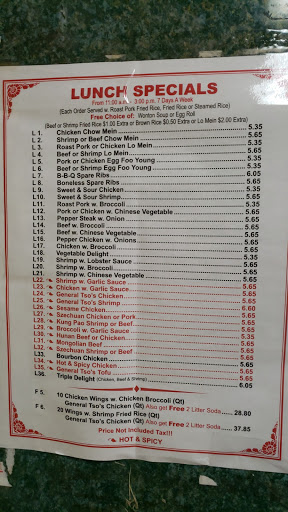 LUNCH SPECIALS
From 11:00 a.m. - 3:00 p.m. 7 Days A Week
(Each Order Served w. Roast Pork Fried Rice, Fried Rice or Steamed Rice)
Free Choice of: Wonton Soup or Egg Roll
(Beef or Shrimp Fried Rice $1.00 Extra or Brown Rice $0.50 Extra or Lo Mein $2.00 Extra)
L 1. Chicken Chow Mein 5.35
L 2. Shrimp or Beef Chow Mein 5.65
L 3. Roast Pork or Chicken Lo Mein 5.35
L 4. Beef or Shrimp Lo Mein 5.65
L 5. Pork or Chicken Egg Foo Young 5.35
L 6. Beef or Shrimp Egg Foo Young 5.65
L 7. B-B-Q Spare Ribs 6.05
L 8. Boneless Spare Ribs 5.65
L 9. Sweet & Sour Chicken 5.35
L10. Sweet & Sour Shrimp 5.65
L11. Roast Pork w. Broccoli 5.35
L12. Pork or Chicken w. Chinese Vegetable 5.65
L13. Pepper Steak w. Onion 5.65
L14. Beef w. Broccoli 5.65
L15. Beef w. Chinese Vegetable 5.65
L16. Pepper Chicken w. Onions 5.65
L17. Chicken w. Broccoli 5.65
L18. Vegetable Delight 5.35
L19. Shrimp w. Lobster Sauce 5.65
L20. Shrimp w. Broccoli 5.65
L21. Shrimp w. Chinese Vegetable 5.65
L22. Shrimp w. Garlic Sauce 5.65
L23. Chicken w. Garlic Sauce 5.65
L24. General Tso's Chicken 5.65
L25. General Tso's Shrimp 6.60
L26. Sesame Chicken 5.65
L27. Szechuan Chicken or Pork 5.65
L28. Kung Pao Shrimp or Beef 5.65
L29. Broccoli w. Garlic Sauce 5.35
L30. Hunan Beef or Chicken 5.65
L31. Mongolian Beef 5.65
L32. Szechuan Shrimp or Beef 5.65
L33. Bourbon Chicken 5.65
L34. Hot & Spicy Chicken 5.65
L35. General Tso's Tofu 5.65
L36. Triple Delight (Chicken, Beef & Shrimp) 6.05
F 5. 10 Chicken Wings w. Chicken Broccoli (Qt)
General Tso's Chicken (Qt) Also get Free 2 Liter Soda 28.80
F 6. 20 Wings w. Shrimp Fried Rice (Qt)
General Tso's Chicken (Qt) Also get Free 2 Liter Soda 37.85
Price Not Included Tax!!!
HOT & SPICY